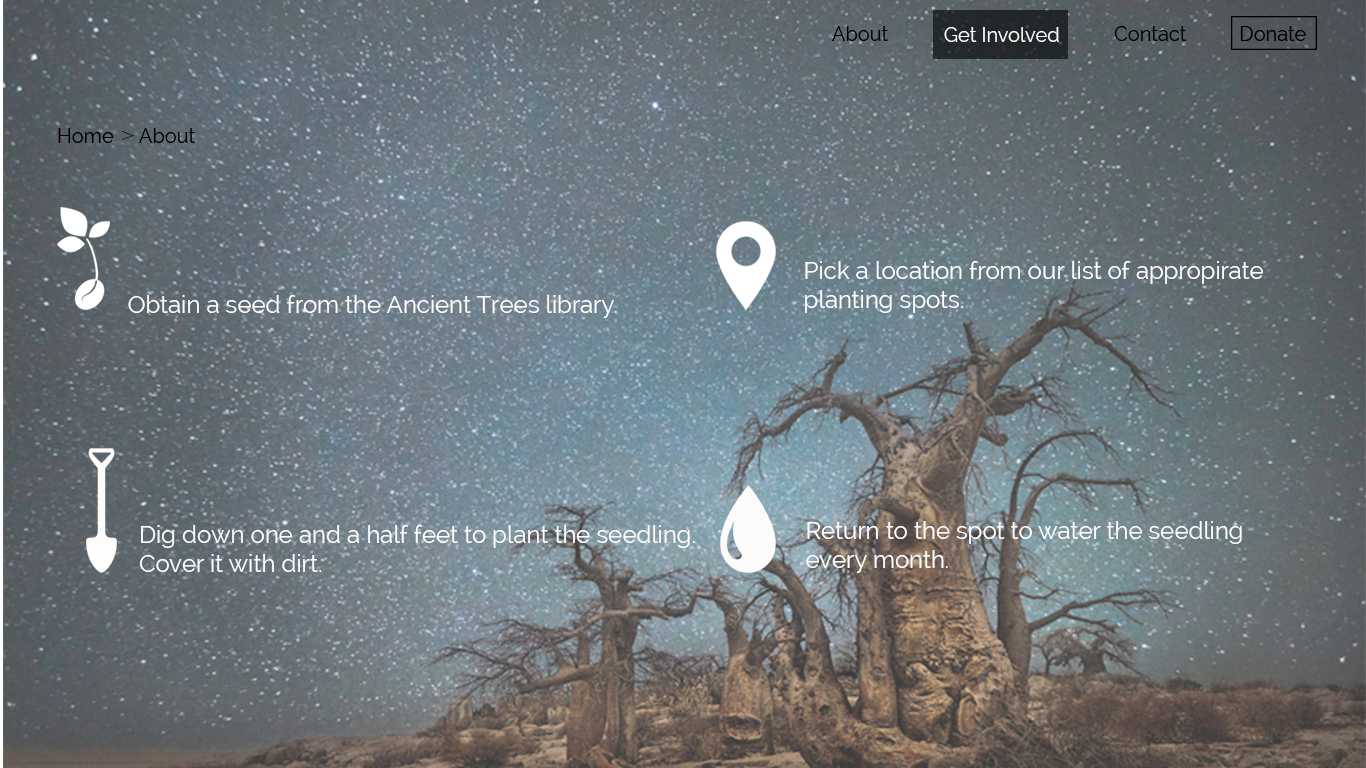 About Get Involved Contact Donate
Home > About
Obtain a seed from the Ancient Trees library.
Pick a location from our list of appropirate
planting spots.
Dig down one and a half feet to plant the seedling.
Cover it with dirt.
Return to the spot to water the seedling
every month.